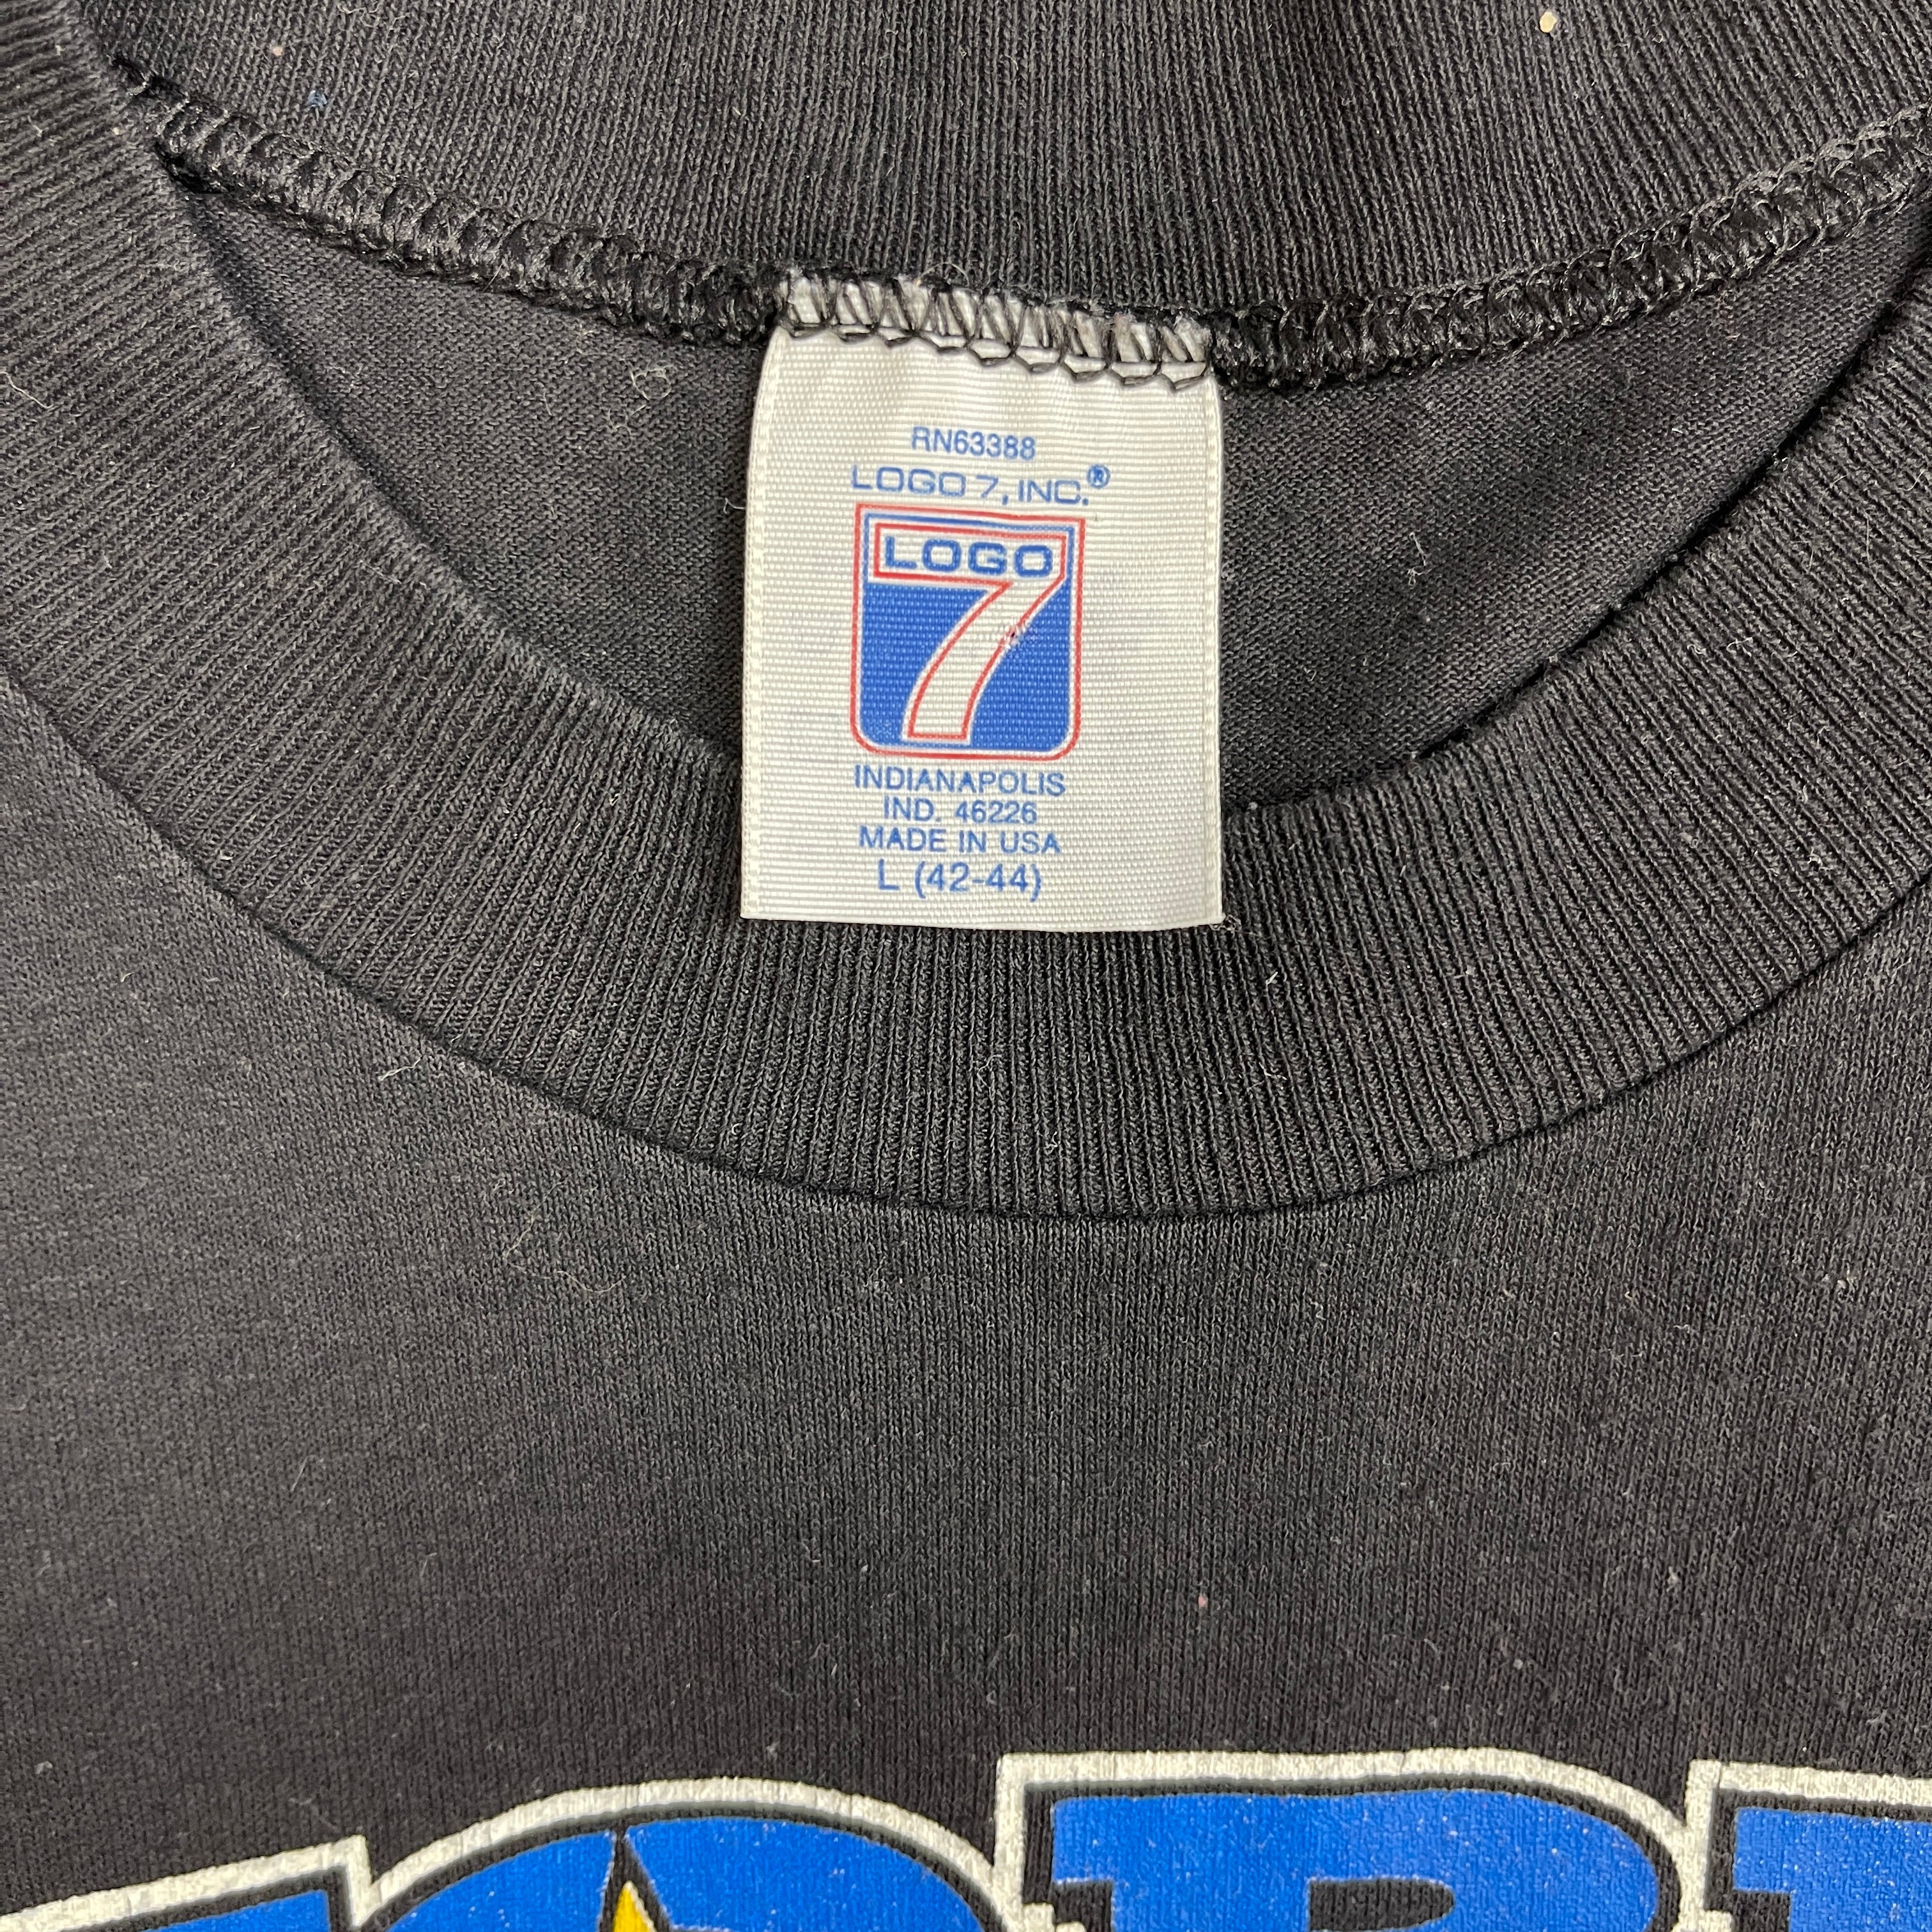 RN63388
LOGO 7, INC.®
LOGO
7
INDIANAPOLIS
IND. 46226
MADE IN USA
L (42-44)